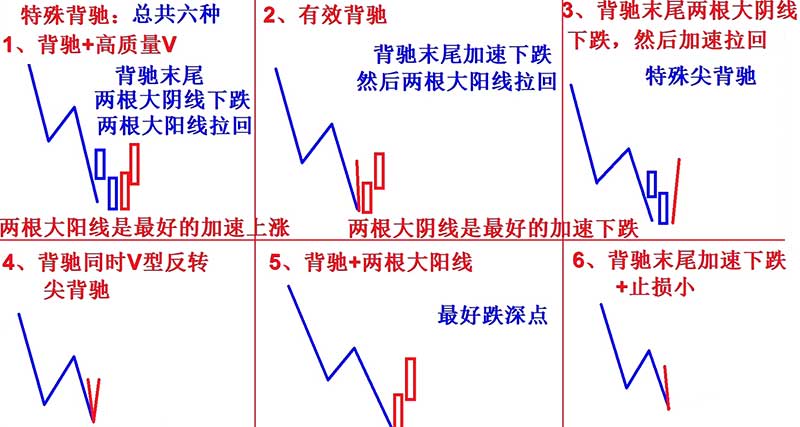 特殊背驰：总共六种
1、背驰+高质量V
背驰末尾
两根大阴线下跌
两根大阳线拉回
两根大阳线是最好的加速上涨
2、有效背驰
背驰末尾加速下跌
然后两根大阳线拉回
两根大阴线是最好的加速下跌
3、背驰末尾两根大阴线
下跌，然后加速拉回
特殊尖背驰
4、背驰同时V型反转
尖背驰
5、背驰+两根大阳线
最好跌深点
6、背驰末尾加速下跌
+止损小